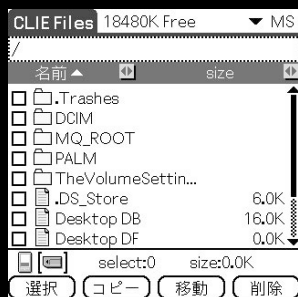 CLIE Files 18480K Free ▼ MS
/
名前▲ size
.Trashes
DCIM
MQ_ROOT
PALM
TheVolumeSettin...
.DS_Store 6.0K
Desktop DB 16.0K
Desktop DF 0.0K
select:0 size:0.0K
選択 コピー 移動 削除